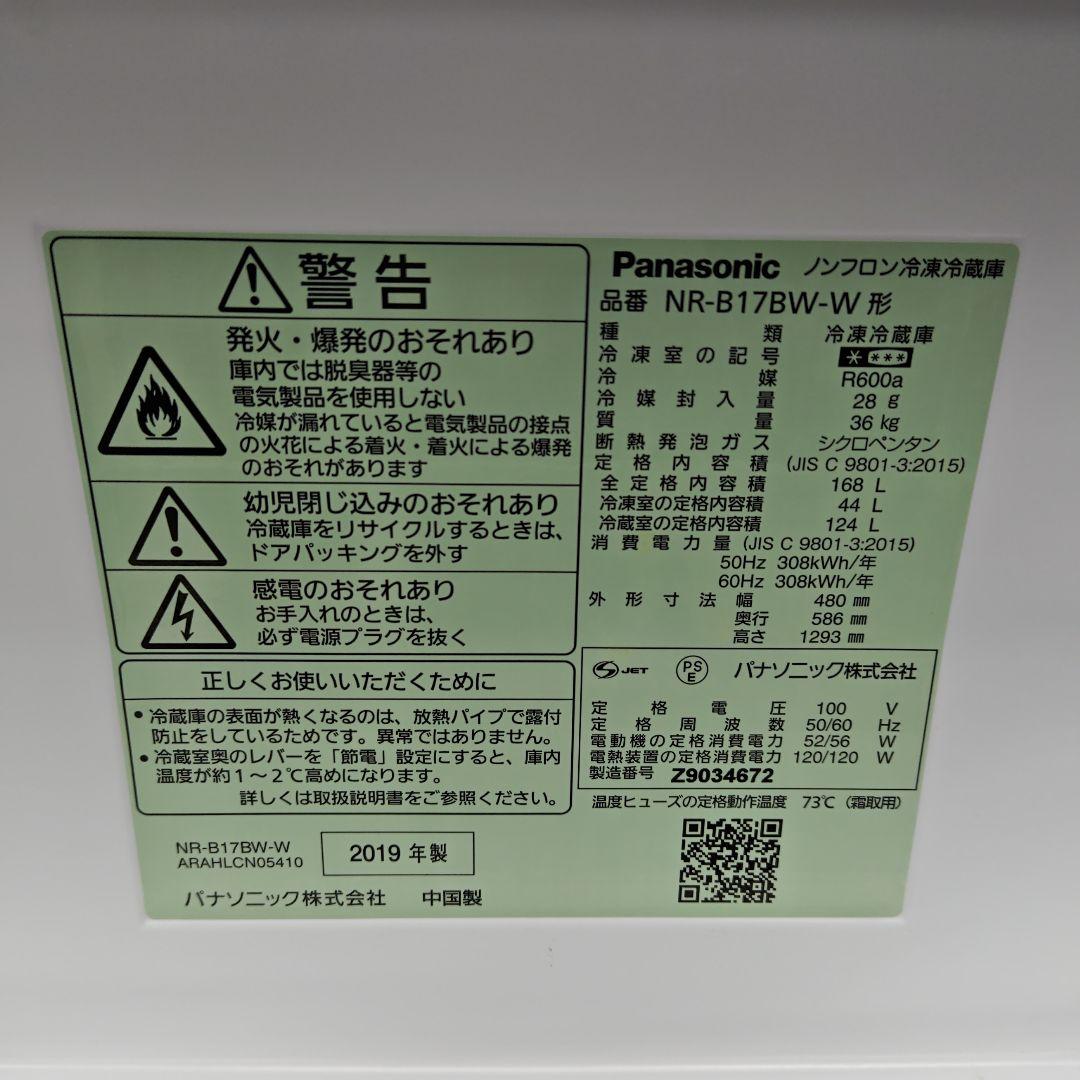 警告
発火・爆発のおそれあり
庫内では脱臭器等の
電気製品を使用しない
冷媒が漏れていると電気製品の接点
の火花による着火・着火による爆発
のおそれがあります
幼児閉じ込みのおそれあり
冷蔵庫をリサイクルするときは、
ドアパッキングを外す
感電のおそれあり
お手入れのときは、
必ず電源プラグを抜く
正しくお使いいただくために
•冷蔵庫の表面が熱くなるのは、放熱パイプで露付
防止をしているためです。異常ではありません。
•冷蔵室奥のレバーを「節電」設定にすると、庫内
温度が約1～2℃高めになります。
詳しくは取扱説明書をご参照ください。
NR-B17BW-W
ARAHLCN05410
2019 年製
パナソニック株式会社 中国製
Panasonic ノンフロン冷凍冷蔵庫
品番 NR-B17BW-W 形
種類 冷凍冷蔵庫
冷凍室の記号 * ***
冷媒 R600a
冷媒封入量 28 g
質量 36 kg
断熱発泡ガス シクロペンタン
定格内容積 (JIS C 9801-3:2015)
全定格内容積 168 L
冷凍室の定格内容積 44 L
冷蔵室の定格内容積 124 L
消費電力量 (JIS C 9801-3:2015)
50Hz 308kWh/年
60Hz 308kWh/年
外形寸法 幅 480 mm
奥行 586 mm
高さ 1293 mm
S JET PS E パナソニック株式会社
定格電圧 100 V
定格周波数 50/60 Hz
電動機の定格消費電力 52/56 W
電熱装置の定格消費電力 120/120 W
製造番号 Z9034672
温度ヒューズの定格動作温度 73℃ (霜取用)